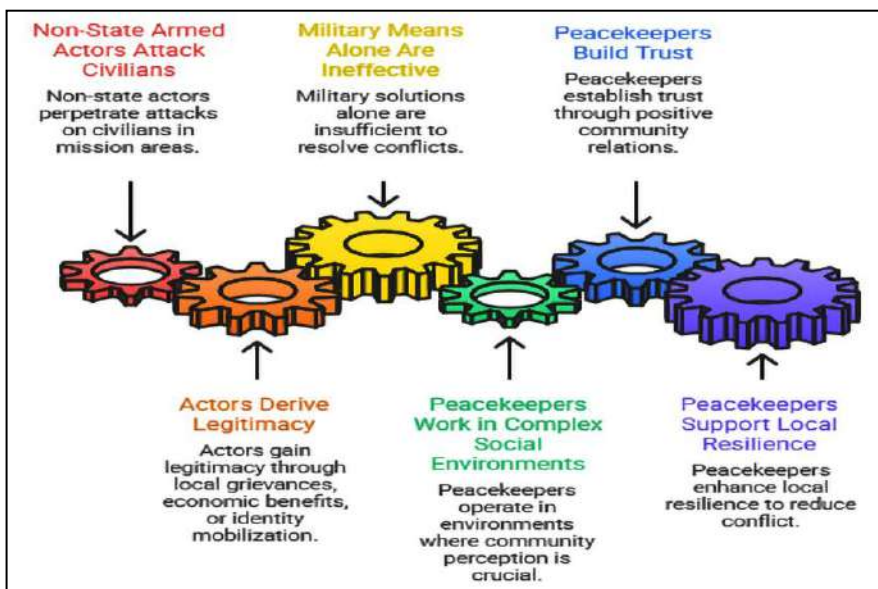 Non-State Armed
Actors Attack
Civilians
Non-state actors
perpetrate attacks
on civilians in
mission areas.
Military Means
Alone Are
Ineffective
Military solutions
alone are
insufficient to
resolve conflicts.
Peacekeepers
Build Trust
Peacekeepers
establish trust
through positive
community
relations.
Actors Derive
Legitimacy
Actors gain
legitimacy through
local grievances,
economic benefits,
or identity
mobilization.
Peacekeepers
Work in Complex
Social
Environments
Peacekeepers
operate in
environments
where community
perception is
crucial.
Peacekeepers
Support Local
Resilience
Peacekeepers
enhance local
resilience to reduce
conflict.